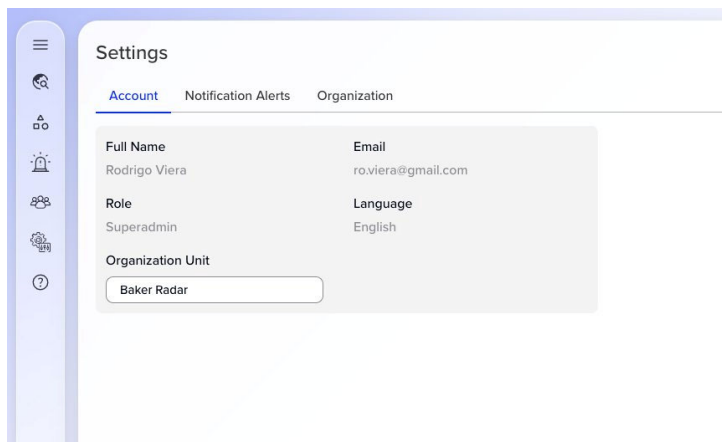 Settings
Account Notification Alerts Organization
Full Name Email
Rodrigo Viera ro.viera@gmail.com
Role Language
Superadmin English
Organization Unit
Baker Radar
?